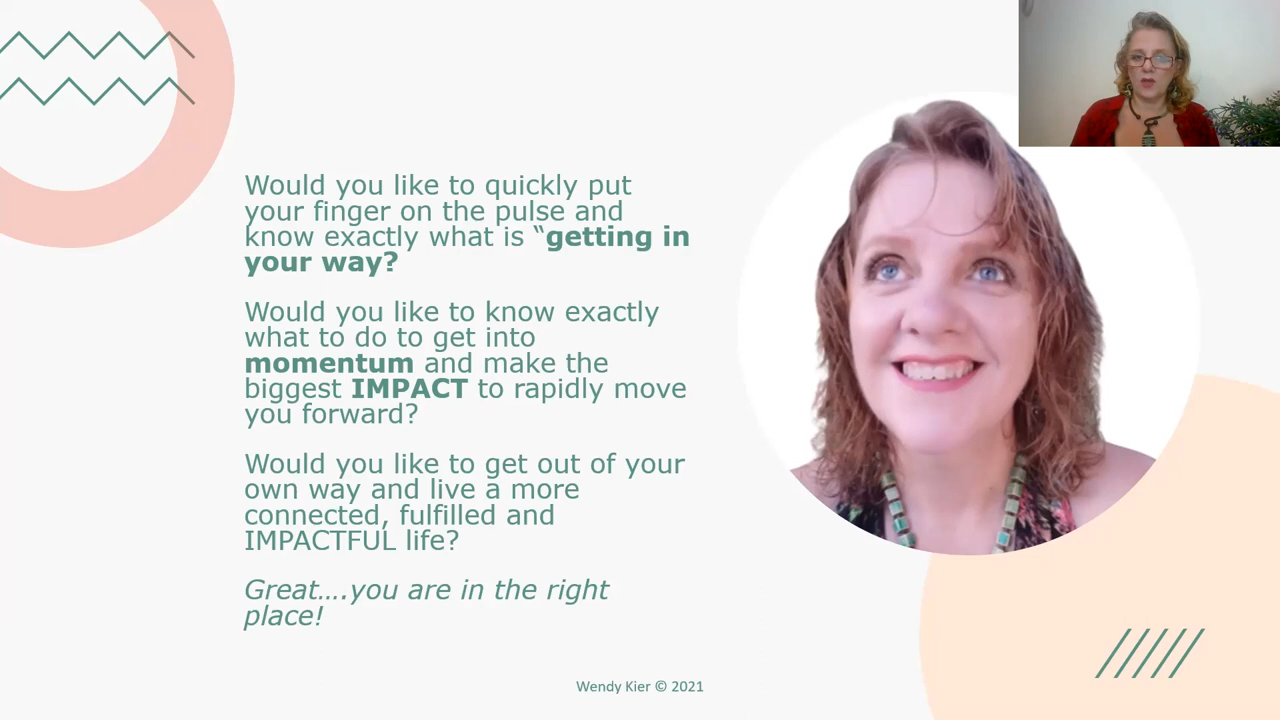 Would you like to quickly put
your finger on the pulse and
know exactly what is “getting in
your way?
Would you like to know exactly
what to do to get into
momentum and make the
biggest IMPACT to rapidly move
you forward?
Would you like to get out of your
own way and live a more
connected, fulfilled and
IMPACTFUL life?
Great....you are in the right
place!
Wendy Kier © 2021